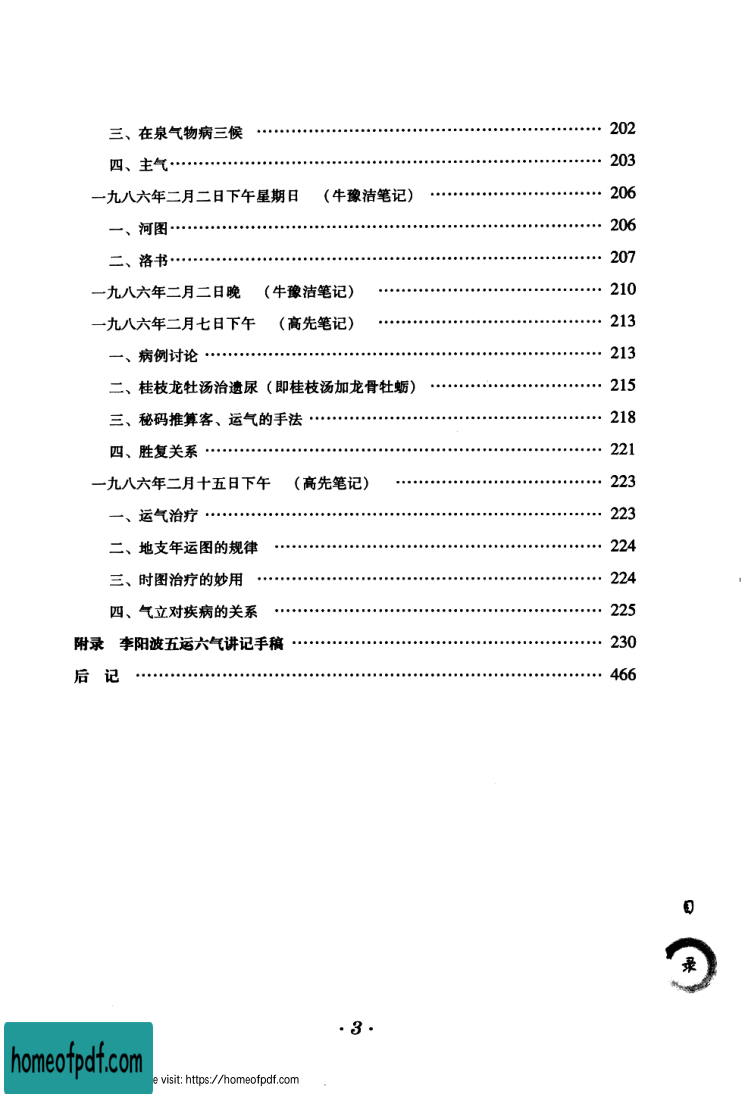 三、在泉气物病三候 …… 202
四、主气 …… 203
一九八六年二月二日下午星期日 （牛豫洁笔记） …… 206
一、河图 …… 206
二、洛书 …… 207
一九八六年二月二日晚 （牛豫洁笔记） …… 210
一九八六年二月七日下午 （高先笔记） …… 213
一、病例讨论 …… 213
二、桂枝龙牡汤治遗尿（即桂枝汤加龙骨牡蛎） …… 215
三、秘码推算客、运气的手法 …… 218
四、胜复关系 …… 221
一九八六年二月十五日下午 （高先笔记） …… 223
一、运气治疗 …… 223
二、地支年运图的规律 …… 224
三、时图治疗的妙用 …… 224
四、气立对疾病的关系 …… 225
附录 李阳波五运六气讲记手稿 …… 230
后 记 …… 466
目
录
·3·
homeofpdf.com
e visit: https://homeofpdf.com